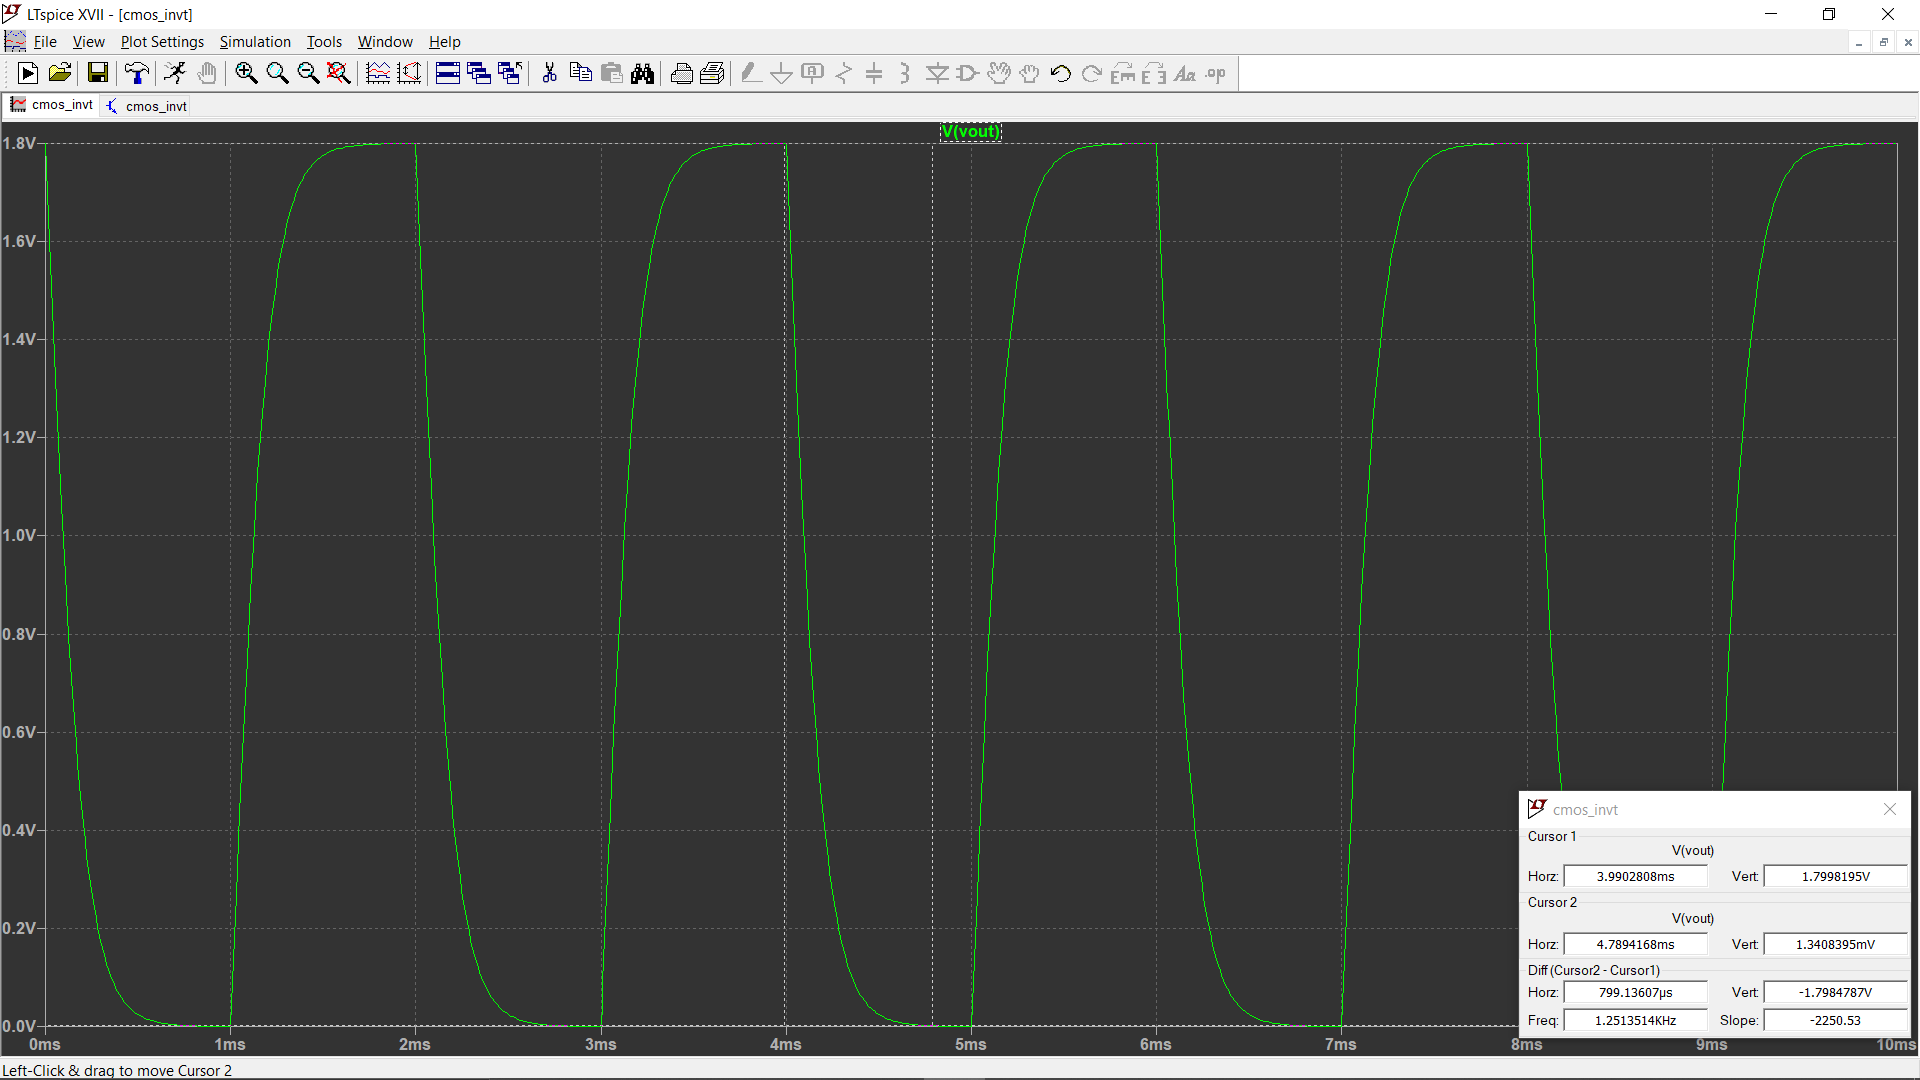 LTspice XVII - [cmos_invt]
File View Plot Settings Simulation Tools Window Help
cmos_invt cmos_invt
V(vout)
1.8V
1.6V
1.4V
1.2V
1.0V
0.8V
0.6V
0.4V
0.2V
0.0V
0ms 1ms 2ms 3ms 4ms 5ms 6ms 7ms 8ms 9ms 10ms
cmos_invt
Cursor 1
V(vout)
Horz: 3.9902808ms Vert: 1.7998195V
Cursor 2
V(vout)
Horz: 4.7894168ms Vert: 1.3408395mV
Diff (Cursor2 - Cursor1)
Horz: 799.13607µs Vert: -1.7984787V
Freq: 1.2513514KHz Slope: -2250.53
Left-Click & drag to move Cursor 2